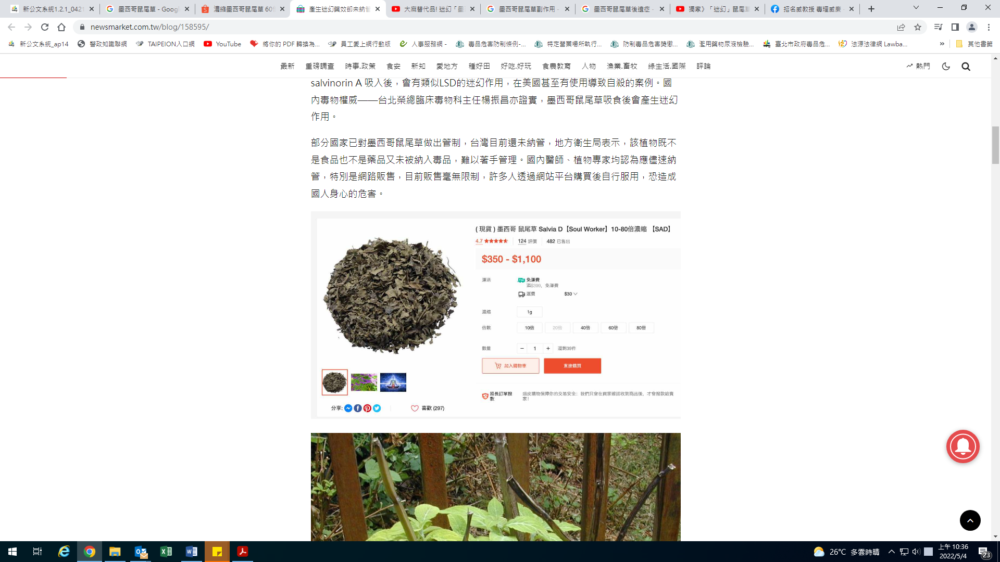 新公文系統1.2.1_0421
墨西哥鼠尾草 - Googl
濃縮墨西哥鼠尾草 60倍
產生迷幻藥效卻未納管
大麻替代品! 迷幻「墨西
墨西哥鼠尾草副作用 -
墨西哥鼠尾草後遺症 -
獨家》「迷幻」鼠尾草
招名威教授 毒理威廉
newsmarket.com.tw/blog/158595/
新公文系統_ap14
警政知識聯網
TAIPEION入口網
YouTube
將你的 PDF 轉換為...
員工愛上網行動版
人事服務網 -
毒品危害防制條例-...
特定營業場所執行...
防制毒品危害獎懲...
濫用藥物尿液檢驗...
臺北市政府毒品危...
法源法律網 Lawba...
»
其他書籤
最新 重磅調查 時事.政策 食安 新知 愛地方 種好田 好吃.好玩 食農教育 人物 漁業.畜牧 綠生活.國際 評論
熱門
salvinorin A 吸入後，會有類似LSD的迷幻作用，在美國甚至有使用導致自殺的案例。國
內毒物權威——台北榮總臨床毒物科主任楊振昌亦證實，墨西哥鼠尾草吸食後會產生迷幻
作用。
部分國家已對墨西哥鼠尾草做出管制，台灣目前還未納管，地方衛生局表示，該植物既不
是食品也不是藥品又未被納入毒品，難以著手管理。國內醫師、植物專家均認為應儘速納
管，特別是網路販售，目前販售毫無限制，許多人透過網站平台購買後自行服用，恐造成
國人身心的危害。
( 現貨 ) 墨西哥 鼠尾草 Salvia D【Soul Worker】10-80倍濃縮 【SAD】
4.7 124 評價 482 已售出
$350 - $1,100
運送 免運費
滿$399，免運費
運費 $30
濃縮 1g
倍數 10倍 20倍 40倍 60倍 80倍
數量 − 1 + 還剩39件
加入購物車 直接購買
延長訂單撥款
蝦皮購物保障你的交易安全：我們只會在買家確認收到商品後，才會撥款給賣
家！
分享:
喜歡 (297)
26°C 多雲時晴
上午 10:36
2022/5/4
23